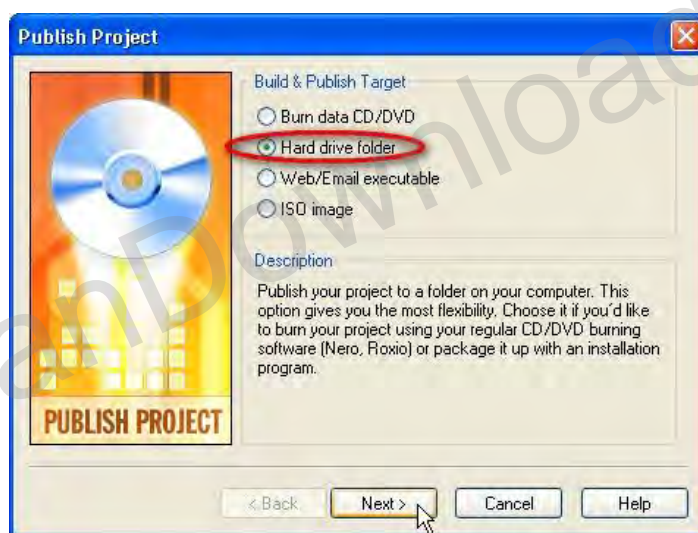 Publish Project
Build & Publish Target
Burn data CD/DVD
Hard drive folder
Web/Email executable
ISO image
Description
Publish your project to a folder on your computer. This
option gives you the most flexibility. Choose it if you'd like
to burn your project using your regular CD/DVD burning
software (Nero, Roxio) or package it up with an installation
program.
PUBLISH PROJECT
< Back
Next >
Cancel
Help
anDownload